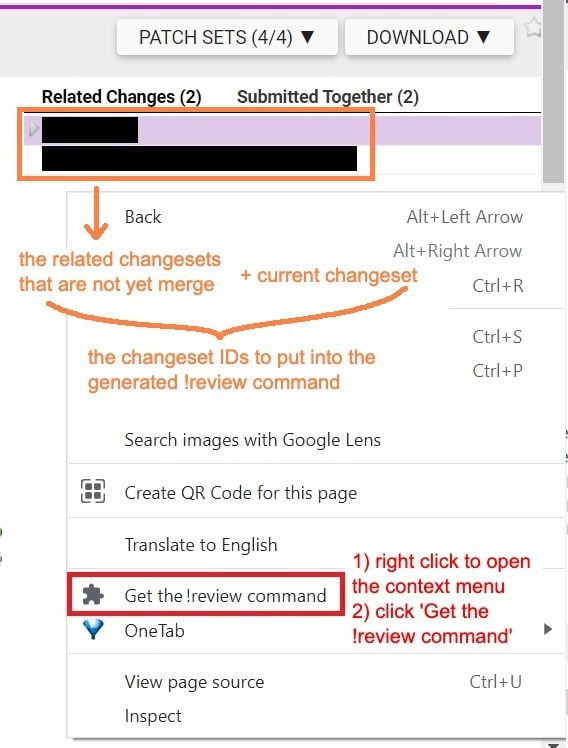 PATCH SETS (4/4) ▼ DOWNLOAD ▼
Related Changes (2) Submitted Together (2)
Back Alt+Left Arrow
Alt+Right Arrow
the related changesets
that are not yet merge
+ current changeset
Ctrl+R
Ctrl+S
the changeset IDs to put into the
generated !review command
Ctrl+P
Search images with Google Lens
Create QR Code for this page
Translate to English
1) right click to open
the context menu
2) click 'Get the
!review command'
Get the !review command
OneTab
View page source Ctrl+U
Inspect